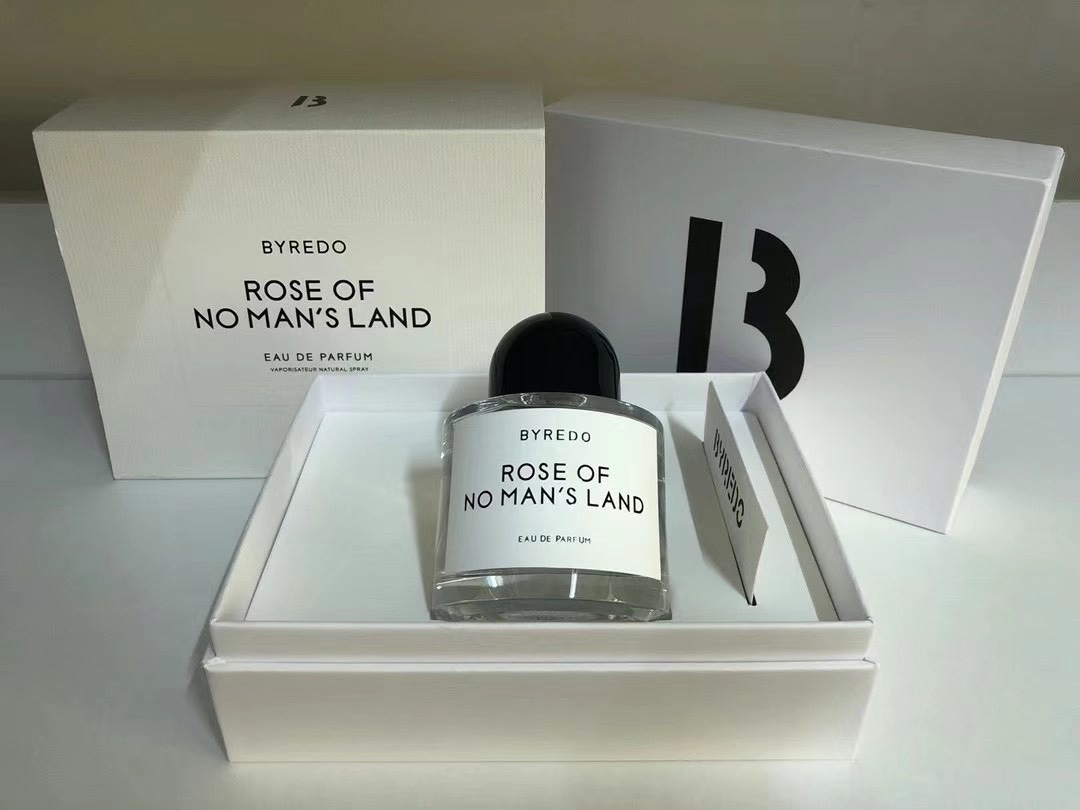 B
BYREDO
ROSE OF
NO MAN'S LAND
EAU DE PARFUM
VAPORISATEUR NATURAL SPRAY
B
BYREDO
ROSE OF
NO MAN'S LAND
EAU DE PARFUM
BYREDO